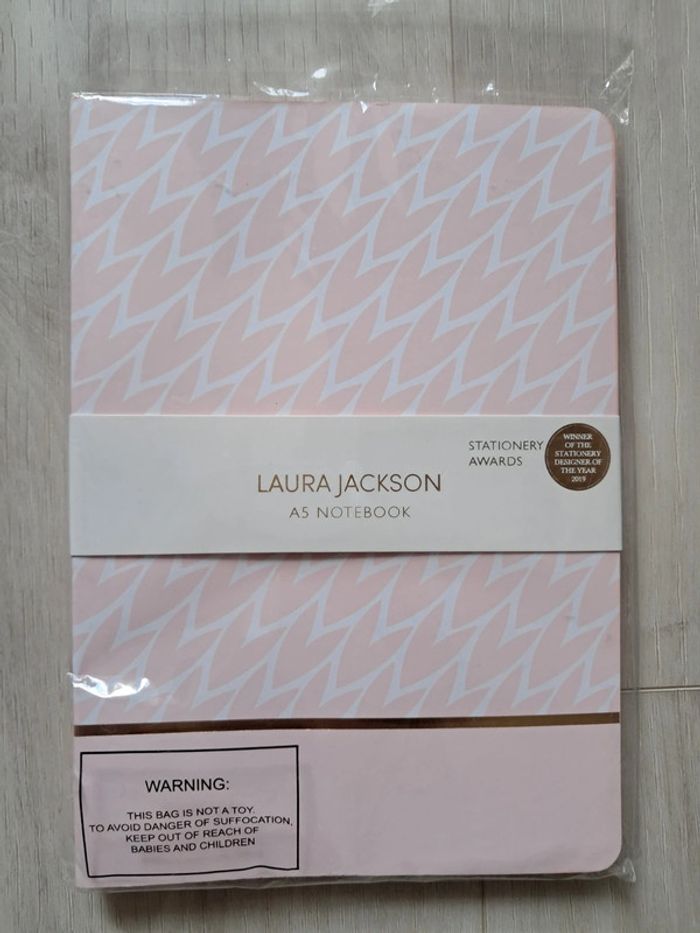 STATIONERY
AWARDS
WINNER
OF THE
STATIONERY
DESIGNER OF
THE YEAR
2019
LAURA JACKSON
A5 NOTEBOOK
WARNING:
THIS BAG IS NOT A TOY.
TO AVOID DANGER OF SUFFOCATION,
KEEP OUT OF REACH OF
BABIES AND CHILDREN